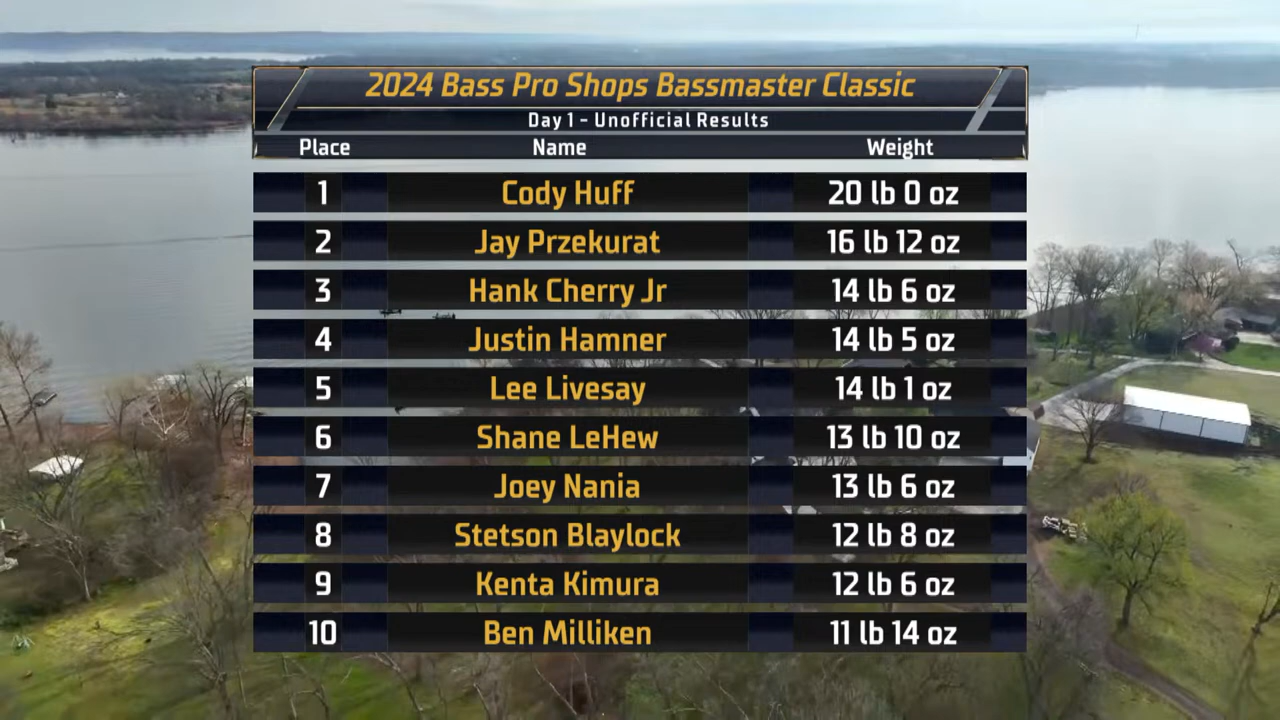 2024 Bass Pro Shops Bassmaster Classic
Day 1 - Unofficial Results
Place Name Weight
1 Cody Huff 20 lb 0 oz
2 Jay Przekurat 16 lb 12 oz
3 Hank Cherry Jr 14 lb 6 oz
4 Justin Hamner 14 lb 5 oz
5 Lee Livesay 14 lb 1 oz
6 Shane LeHew 13 lb 10 oz
7 Joey Nania 13 lb 6 oz
8 Stetson Blaylock 12 lb 8 oz
9 Kenta Kimura 12 lb 6 oz
10 Ben Milliken 11 lb 14 oz